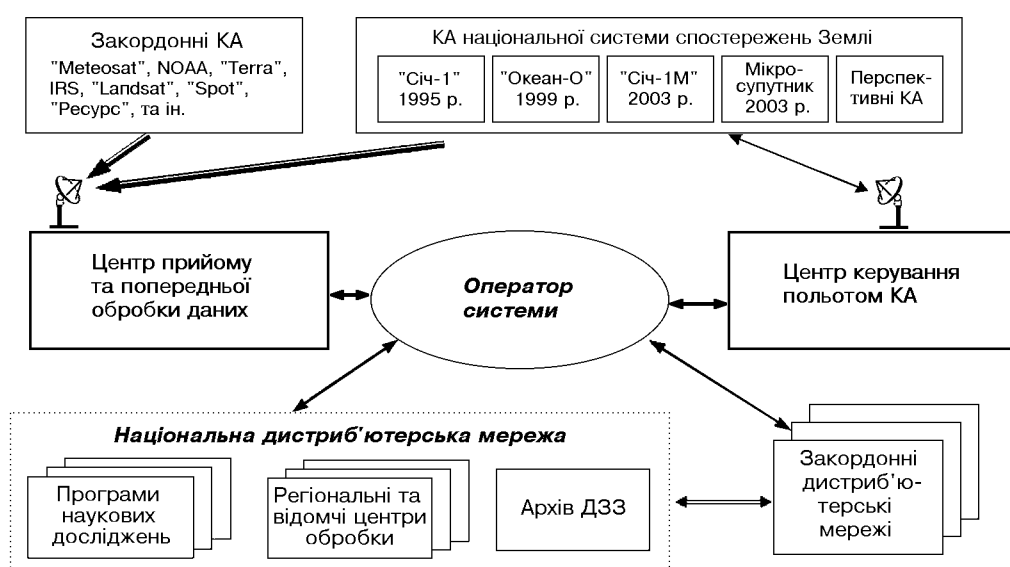 Закордонні КА
"Meteosat", NOAA, "Terra",
IRS, "Landsat", "Spot",
"Ресурс", та ін.
КА національної системи спостережень Землі
"Січ-1"
1995 р.
"Океан-О"
1999 р.
"Січ-1М"
2003 р.
Мікро-
супутник
2003 р.
Перспек-
тивні КА
Центр прийому
та попередньої
обробки даних
Оператор
системи
Центр керування
польотом КА
Національна дистриб'ютерська мережа
Програми
наукових
досліджень
Регіональні та
відомчі центри
обробки
Архів ДЗЗ
Закордонні
дистриб'ю-
терські
мережі